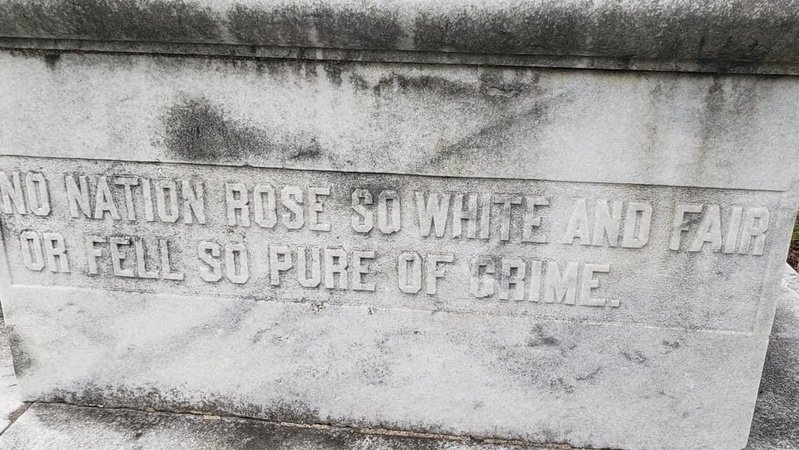 NO NATION ROSE SO WHITE AND FAIR
OR FELL SO PURE OF CRIME.